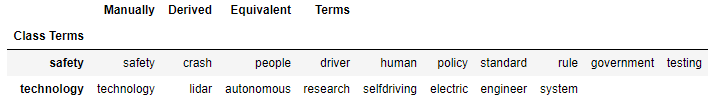 Manually Derived Equivalent Terms
Class Terms
safety safety crash people driver human policy standard rule government testing
technology technology lidar autonomous research selfdriving electric engineer system